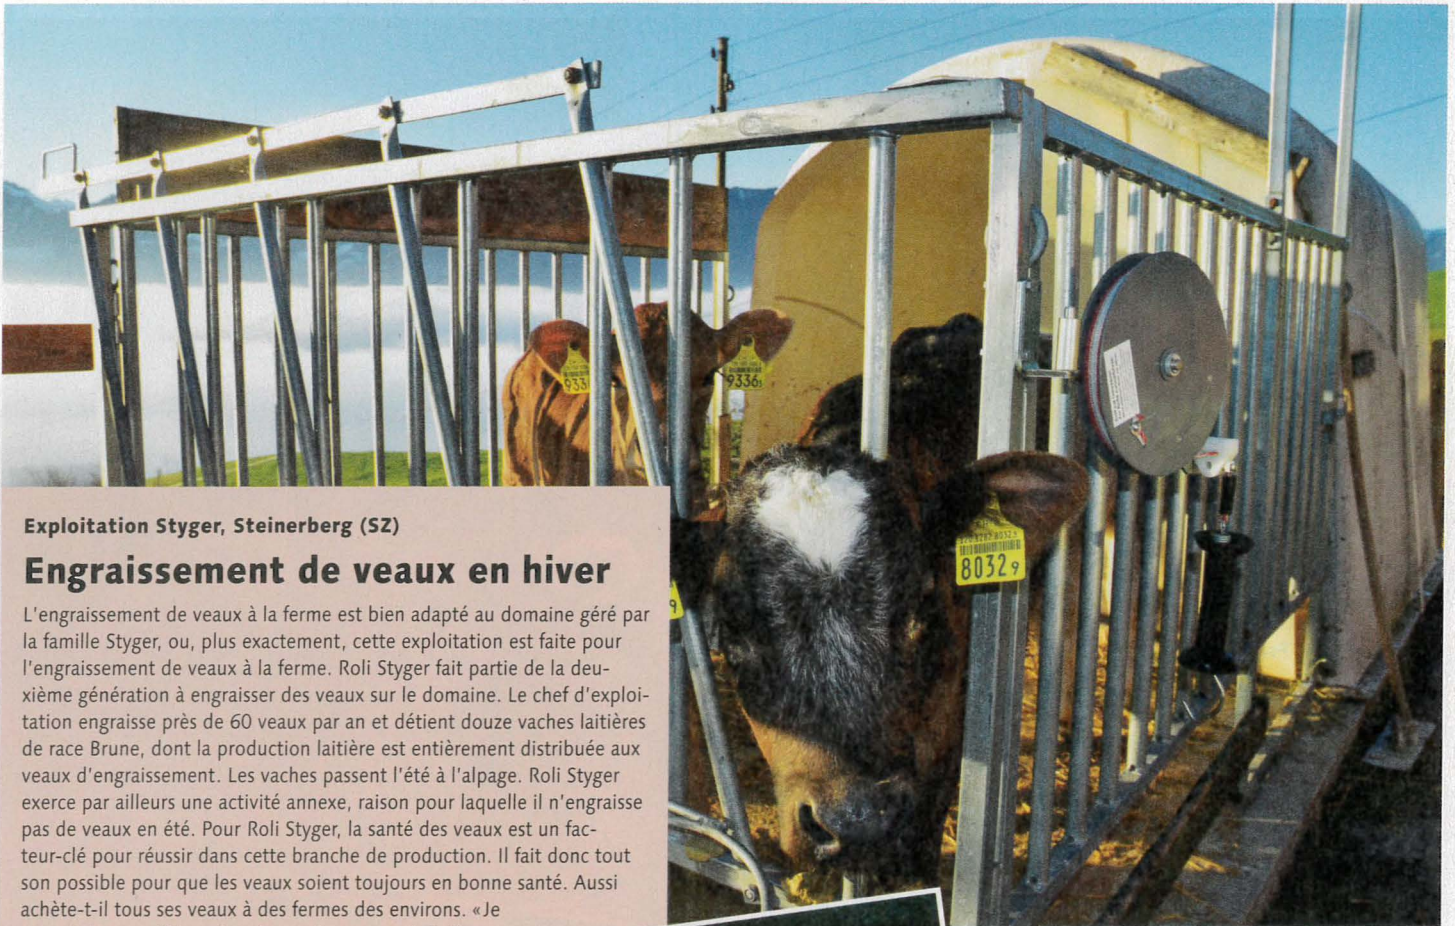 9336
9336 5
8032 9
9
Exploitation Styger, Steinerberg (SZ)
Engraissement de veaux en hiver
L'engraissement de veaux à la ferme est bien adapté au domaine géré par
la famille Styger, ou, plus exactement, cette exploitation est faite pour
l'engraissement de veaux à la ferme. Roli Styger fait partie de la deu-
xième génération à engraisser des veaux sur le domaine. Le chef d'exploi-
tation engraisse près de 60 veaux par an et détient douze vaches laitières
de race Brune, dont la production laitière est entièrement distribuée aux
veaux d'engraissement. Les vaches passent l'été à l'alpage. Roli Styger
exerce par ailleurs une activité annexe, raison pour laquelle il n'engraisse
pas de veaux en été. Pour Roli Styger, la santé des veaux est un fac-
teur-clé pour réussir dans cette branche de production. Il fait donc tout
son possible pour que les veaux soient toujours en bonne santé. Aussi
achète-t-il tous ses veaux à des fermes des environs. «Je